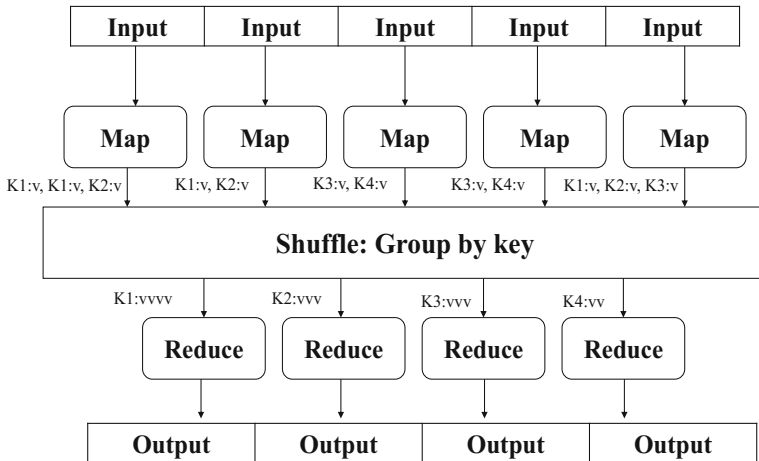 Input Input Input Input Input
Map Map Map Map Map
K1:v, K1:v, K2:v K1:v, K2:v K3:v, K4:v K3:v, K4:v K1:v, K2:v, K3:v
Shuffle: Group by key
K1:vvvv K2:vvv K3:vvv K4:vv
Reduce Reduce Reduce Reduce
Output Output Output Output